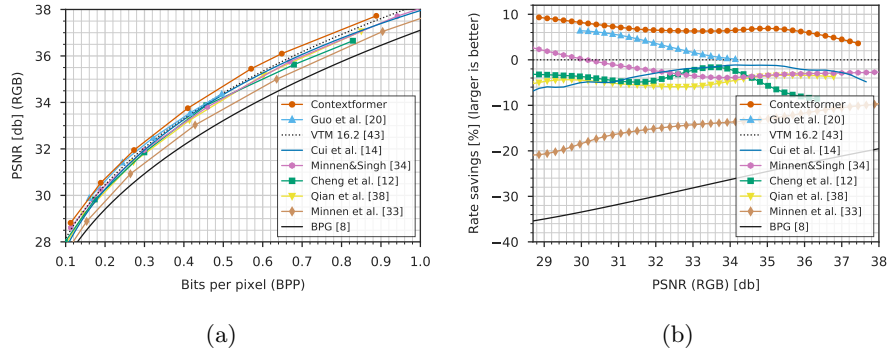 38
36
34
32
30
28
PSNR [db] (RGB)
Contextformer
Guo et al. [20]
VTM 16.2 [43]
Cui et al. [14]
Minnen&Singh [34]
Cheng et al. [12]
Qian et al. [38]
Minnen et al. [33]
BPG [8]
0.1 0.2 0.3 0.4 0.5 0.6 0.7 0.8 0.9 1.0
Bits per pixel (BPP)
(a)
10
0
−10
−20
−30
−40
Rate savings [%] (larger is better)
Contextformer
Guo et al. [20]
VTM 16.2 [43]
Cui et al. [14]
Minnen&Singh [34]
Cheng et al. [12]
Qian et al. [38]
Minnen et al. [33]
BPG [8]
29 30 31 32 33 34 35 36 37 38
PSNR (RGB) [db]
(b)